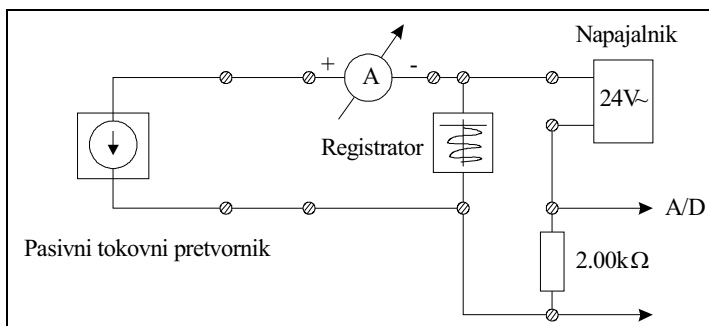 Napajalnik
+
-
A
24V~
Registrator
A/D
Pasivni tokovni pretvornik
2.00kΩ